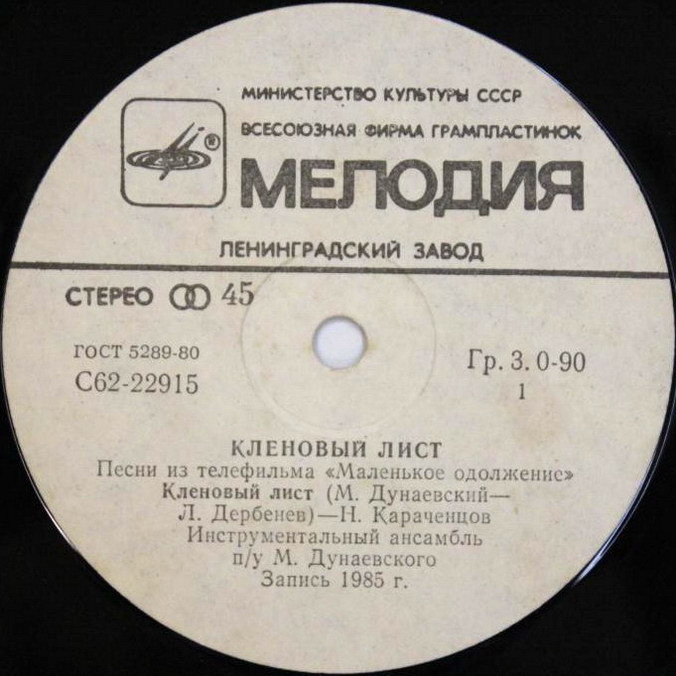 МИНИСТЕРСТВО КУЛЬТУРЫ СССР
ВСЕСОЮЗНАЯ ФИРМА ГРАМПЛАСТИНОК
®
МЕЛОДИЯ
ЛЕНИНГРАДСКИЙ ЗАВОД
СТЕРЕО 45
ГОСТ 5289-80
С62-22915
Гр. 3. 0-90
1
КЛЕНОВЫЙ ЛИСТ
Песни из телефильма «Маленькое одолжение»
Кленовый лист (М. Дунаевский—
Л. Дербенев)—Н. Караченцов
Инструментальный ансамбль
п/у М. Дунаевского
Запись 1985 г.